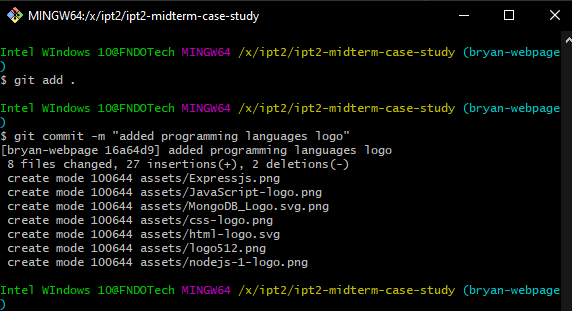 MINGW64:/x/ipt2/ipt2-midterm-case-study
Intel WIndows 10@FNDOTech MINGW64 /x/ipt2/ipt2-midterm-case-study (bryan-webpage
)
$ git add .
Intel WIndows 10@FNDOTech MINGW64 /x/ipt2/ipt2-midterm-case-study (bryan-webpage
)
$ git commit -m "added programming languages logo"
[bryan-webpage 16a64d9] added programming languages logo
 8 files changed, 27 insertions(+), 2 deletions(-)
 create mode 100644 assets/Expressjs.png
 create mode 100644 assets/JavaScript-logo.png
 create mode 100644 assets/MongoDB_Logo.svg.png
 create mode 100644 assets/css-logo.png
 create mode 100644 assets/html-logo.svg
 create mode 100644 assets/logo512.png
 create mode 100644 assets/nodejs-1-logo.png
Intel WIndows 10@FNDOTech MINGW64 /x/ipt2/ipt2-midterm-case-study (bryan-webpage
)